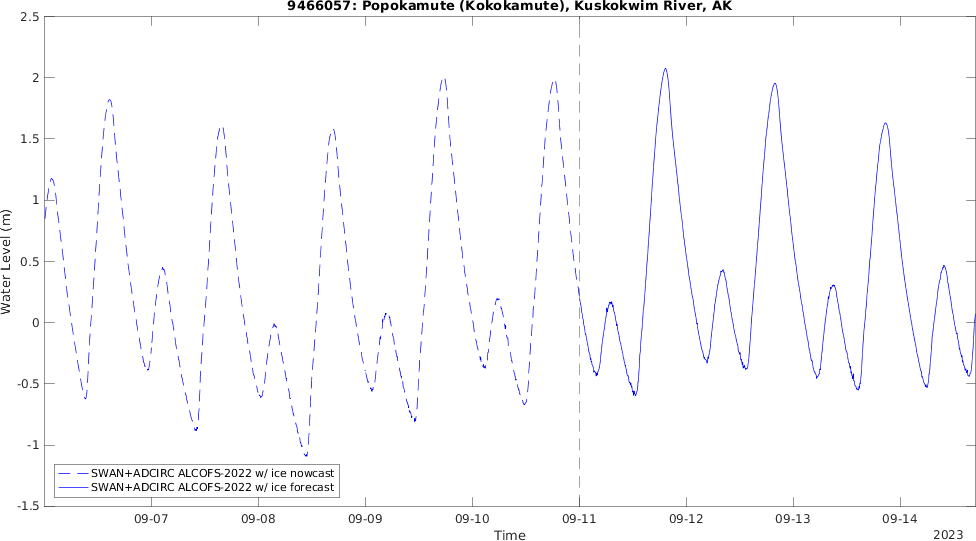 9466057: Popokamute (Kokokamute), Kuskokwim River, AK
2.5
2
1.5
1
0.5
0
-0.5
-1
-1.5
Water Level (m)
SWAN+ADCIRC ALCOFS-2022 w/ ice nowcast
SWAN+ADCIRC ALCOFS-2022 w/ ice forecast
09-07 09-08 09-09 09-10 09-11 09-12 09-13 09-14
Time
2023